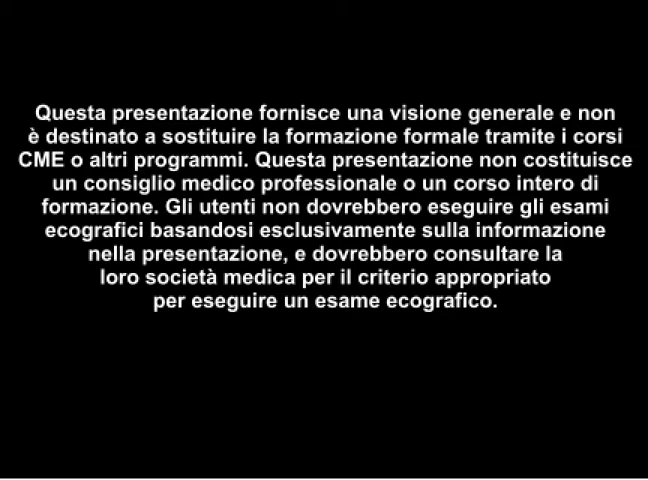 Questa presentazione fornisce una visione generale e non
è destinato a sostituire la formazione formale tramite i corsi
CME o altri programmi. Questa presentazione non costituisce
un consiglio medico professionale o un corso intero di
formazione. Gli utenti non dovrebbero eseguire gli esami
ecografici basandosi esclusivamente sulla informazione
nella presentazione, e dovrebbero consultare la
loro società medica per il criterio appropriato
per eseguire un esame ecografico.